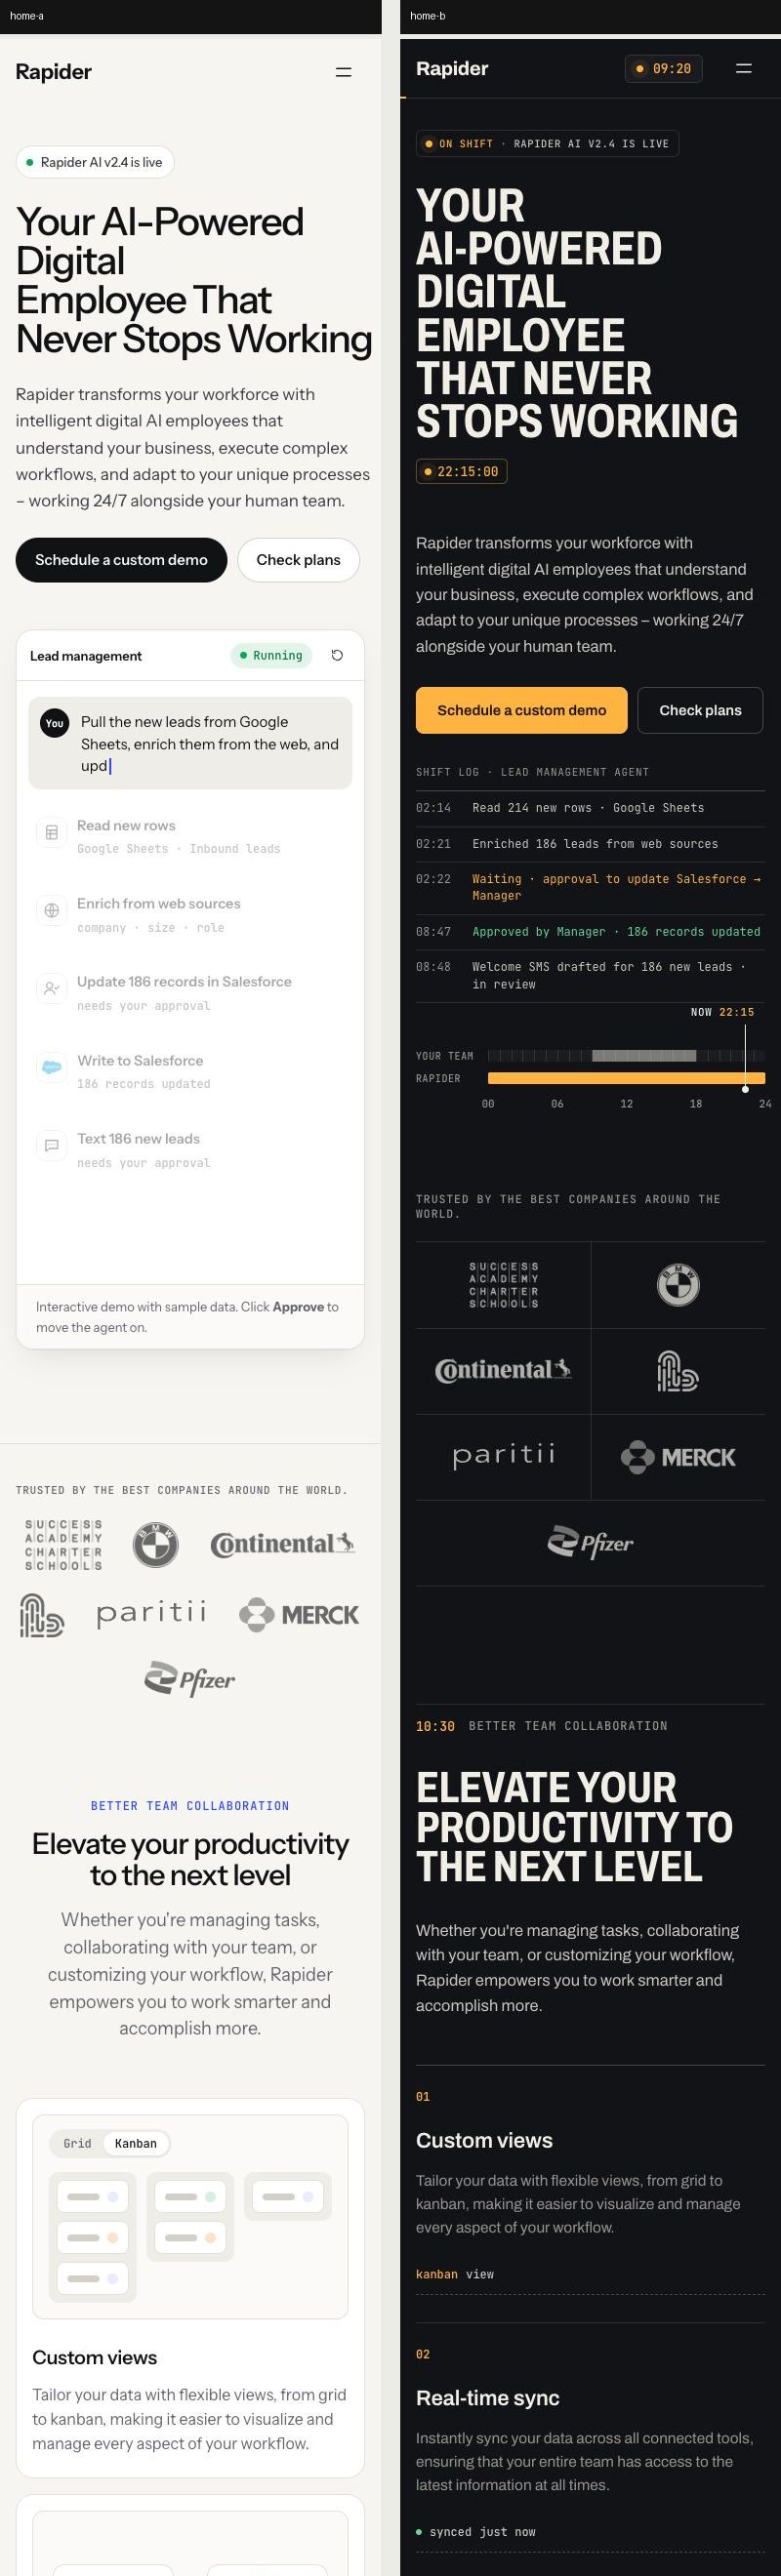 home-a
Rapider
Rapider AI v2.4 is live
Your AI-Powered
Digital
Employee That
Never Stops Working
Rapider transforms your workforce with
intelligent digital AI employees that
understand your business, execute complex
workflows, and adapt to your unique processes
– working 24/7 alongside your human team.
Schedule a custom demo
Check plans
Lead management
Running
You
Pull the new leads from Google
Sheets, enrich them from the web, and
upd
Read new rows
Google Sheets · Inbound leads
Enrich from web sources
company · size · role
Update 186 records in Salesforce
needs your approval
Write to Salesforce
186 records updated
Text 186 new leads
needs your approval
Interactive demo with sample data. Click Approve to
move the agent on.
TRUSTED BY THE BEST COMPANIES AROUND THE WORLD.
SUCCESS
ACADEMY
CHARTER
SCHOOLS
BMW
Continental
paritii
MERCK
Pfizer
BETTER TEAM COLLABORATION
Elevate your productivity
to the next level
Whether you're managing tasks,
collaborating with your team, or
customizing your workflow, Rapider
empowers you to work smarter and
accomplish more.
Grid
Kanban
Custom views
Tailor your data with flexible views, from grid
to kanban, making it easier to visualize and
manage every aspect of your workflow.
home-b
Rapider
09:20
ON SHIFT · RAPIDER AI V2.4 IS LIVE
YOUR
AI-POWERED
DIGITAL
EMPLOYEE
THAT NEVER
STOPS WORKING
22:15:00
Rapider transforms your workforce with
intelligent digital AI employees that understand
your business, execute complex workflows, and
adapt to your unique processes – working 24/7
alongside your human team.
Schedule a custom demo
Check plans
SHIFT LOG · LEAD MANAGEMENT AGENT
02:14 Read 214 new rows · Google Sheets
02:21 Enriched 186 leads from web sources
02:22 Waiting · approval to update Salesforce →
Manager
08:47 Approved by Manager · 186 records updated
08:48 Welcome SMS drafted for 186 new leads ·
in review
NOW 22:15
YOUR TEAM
RAPIDER
00 06 12 18 24
TRUSTED BY THE BEST COMPANIES AROUND THE
WORLD.
SUCCESS
ACADEMY
CHARTER
SCHOOLS
BMW
Continental
paritii
MERCK
Pfizer
10:30 BETTER TEAM COLLABORATION
ELEVATE YOUR
PRODUCTIVITY TO
THE NEXT LEVEL
Whether you're managing tasks, collaborating
with your team, or customizing your workflow,
Rapider empowers you to work smarter and
accomplish more.
01
Custom views
Tailor your data with flexible views, from grid to
kanban, making it easier to visualize and manage
every aspect of your workflow.
kanban view
02
Real-time sync
Instantly sync your data across all connected tools,
ensuring that your entire team has access to the
latest information at all times.
synced just now